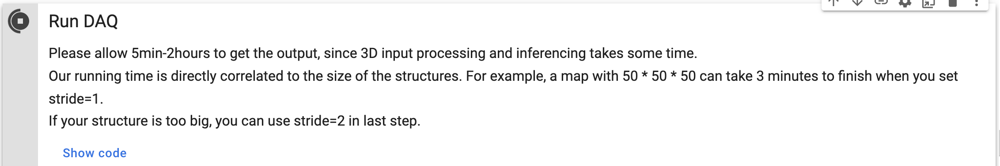 Run DAQ
Please allow 5min-2hours to get the output, since 3D input processing and inferencing takes some time.
Our running time is directly correlated to the size of the structures. For example, a map with 50 * 50 * 50 can take 3 minutes to finish when you set
stride=1.
If your structure is too big, you can use stride=2 in last step.
Show code